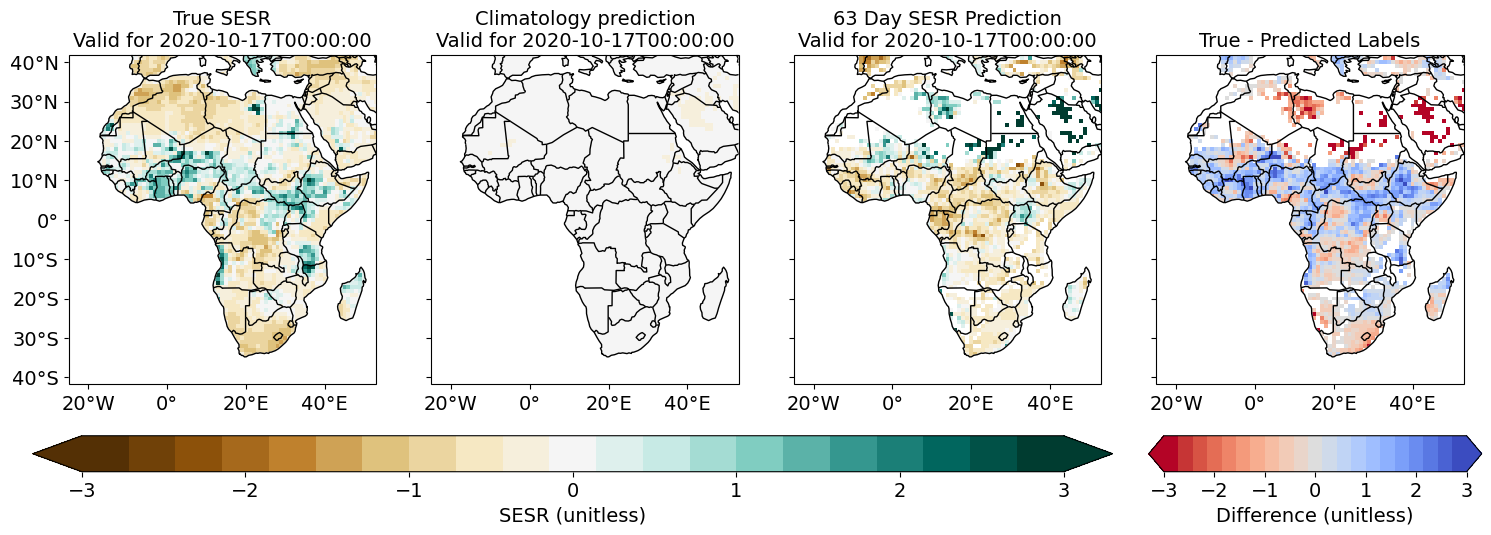 True SESR
Valid for 2020-10-17T00:00:00
Climatology prediction
Valid for 2020-10-17T00:00:00
63 Day SESR Prediction
Valid for 2020-10-17T00:00:00
True - Predicted Labels
40°N
30°N
20°N
10°N
0°
10°S
20°S
30°S
40°S
20°W 0° 20°E 40°E
20°W 0° 20°E 40°E
20°W 0° 20°E 40°E
20°W 0° 20°E 40°E
−3 −2 −1 0 1 2 3
SESR (unitless)
−3 −2 −1 0 1 2 3
Difference (unitless)